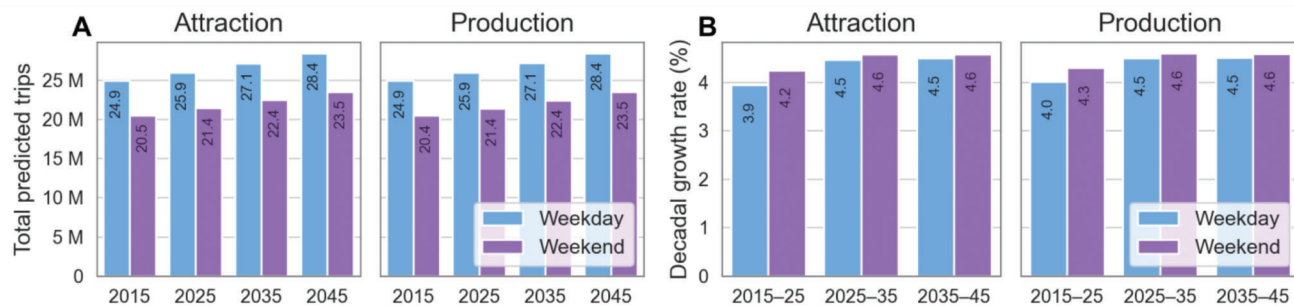 A
Attraction
Production
Total predicted trips
25 M
20 M
15 M
10 M
5 M
0
24.9
20.5
25.9
21.4
27.1
22.4
28.4
23.5
2015 2025 2035 2045
24.9
20.4
25.9
21.4
27.1
22.4
28.4
23.5
Weekday
Weekend
2015 2025 2035 2045
B
Attraction
Production
Decadal growth rate (%)
4
3
2
1
0
3.9
4.2
4.5
4.6
4.5
4.6
2015–25 2025–35 2035–45
4.0
4.3
4.5
4.6
4.5
4.6
Weekday
Weekend
2015–25 2025–35 2035–45